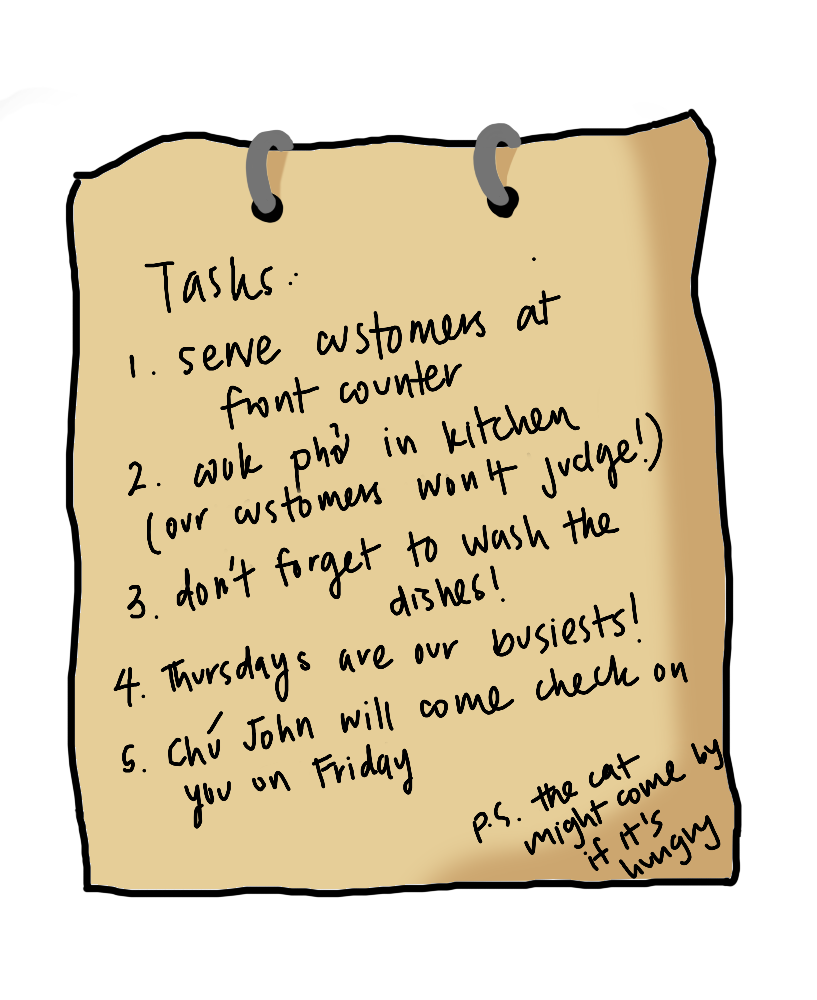 Tasks:
1. serve customers at
front counter
2. cook phở in kitchen
(our customers won't judge!)
3. don't forget to wash the
dishes!
4. Thursdays are our busiests!
5. Chú John will come check on
you on Friday
p.s. the cat
might come by
if it's
hungry